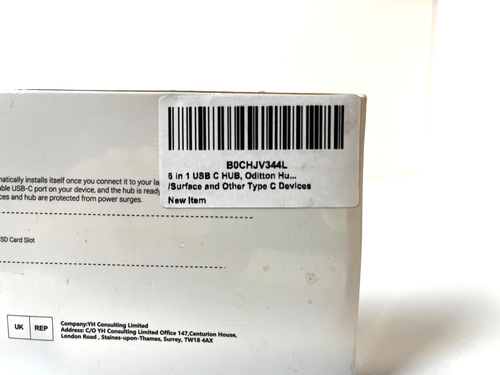 B0CHJV344L
6 in 1 USB C HUB, Oditton Hu...
/Surface and Other Type C Devices
New Item
matically installs itself once you connect it to your
able USB-C port on your device, and the hub is ready
ces and hub are protected from power surges.
SD Card Slot
UK REP
Company:YH Consulting Limited
Address: C/O YH Consulting Limited Office 147,Centurion House,
London Road , Staines-upon-Thames, Surrey, TW18 4AX